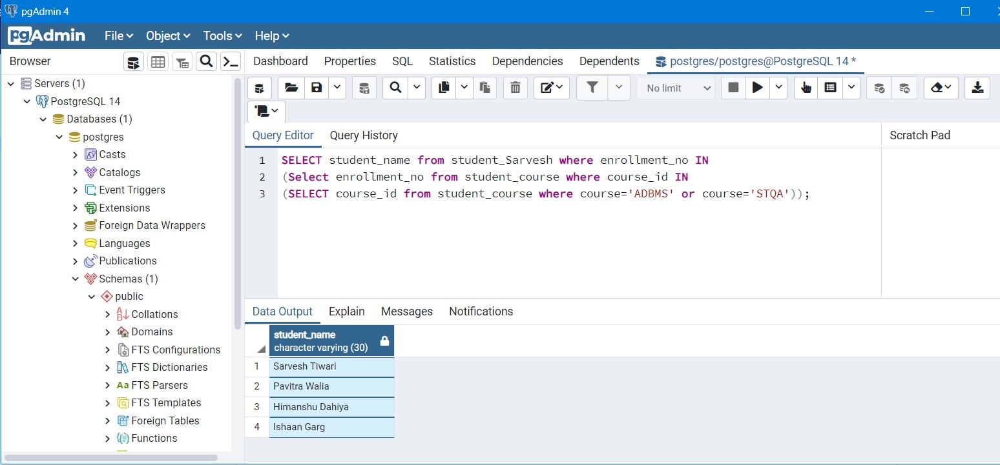 pgAdmin 4
pgAdmin File Object Tools Help
Browser
Dashboard Properties SQL Statistics Dependencies Dependents postgres/postgres@PostgreSQL 14 *
No limit
Servers (1)
PostgreSQL 14
Databases (1)
postgres
Casts
Catalogs
Event Triggers
Extensions
Foreign Data Wrappers
Languages
Publications
Schemas (1)
public
Collations
Domains
FTS Configurations
FTS Dictionaries
Aa FTS Parsers
FTS Templates
Foreign Tables
Functions
Query Editor Query History
Scratch Pad
1 SELECT student_name from student_Sarvesh where enrollment_no IN
2 (Select enrollment_no from student_course where course_id IN
3 (SELECT course_id from student_course where course='ADBMS' or course='STQA'));
Data Output Explain Messages Notifications
student_name
character varying (30)
1 Sarvesh Tiwari
2 Pavitra Walia
3 Himanshu Dahiya
4 Ishaan Garg